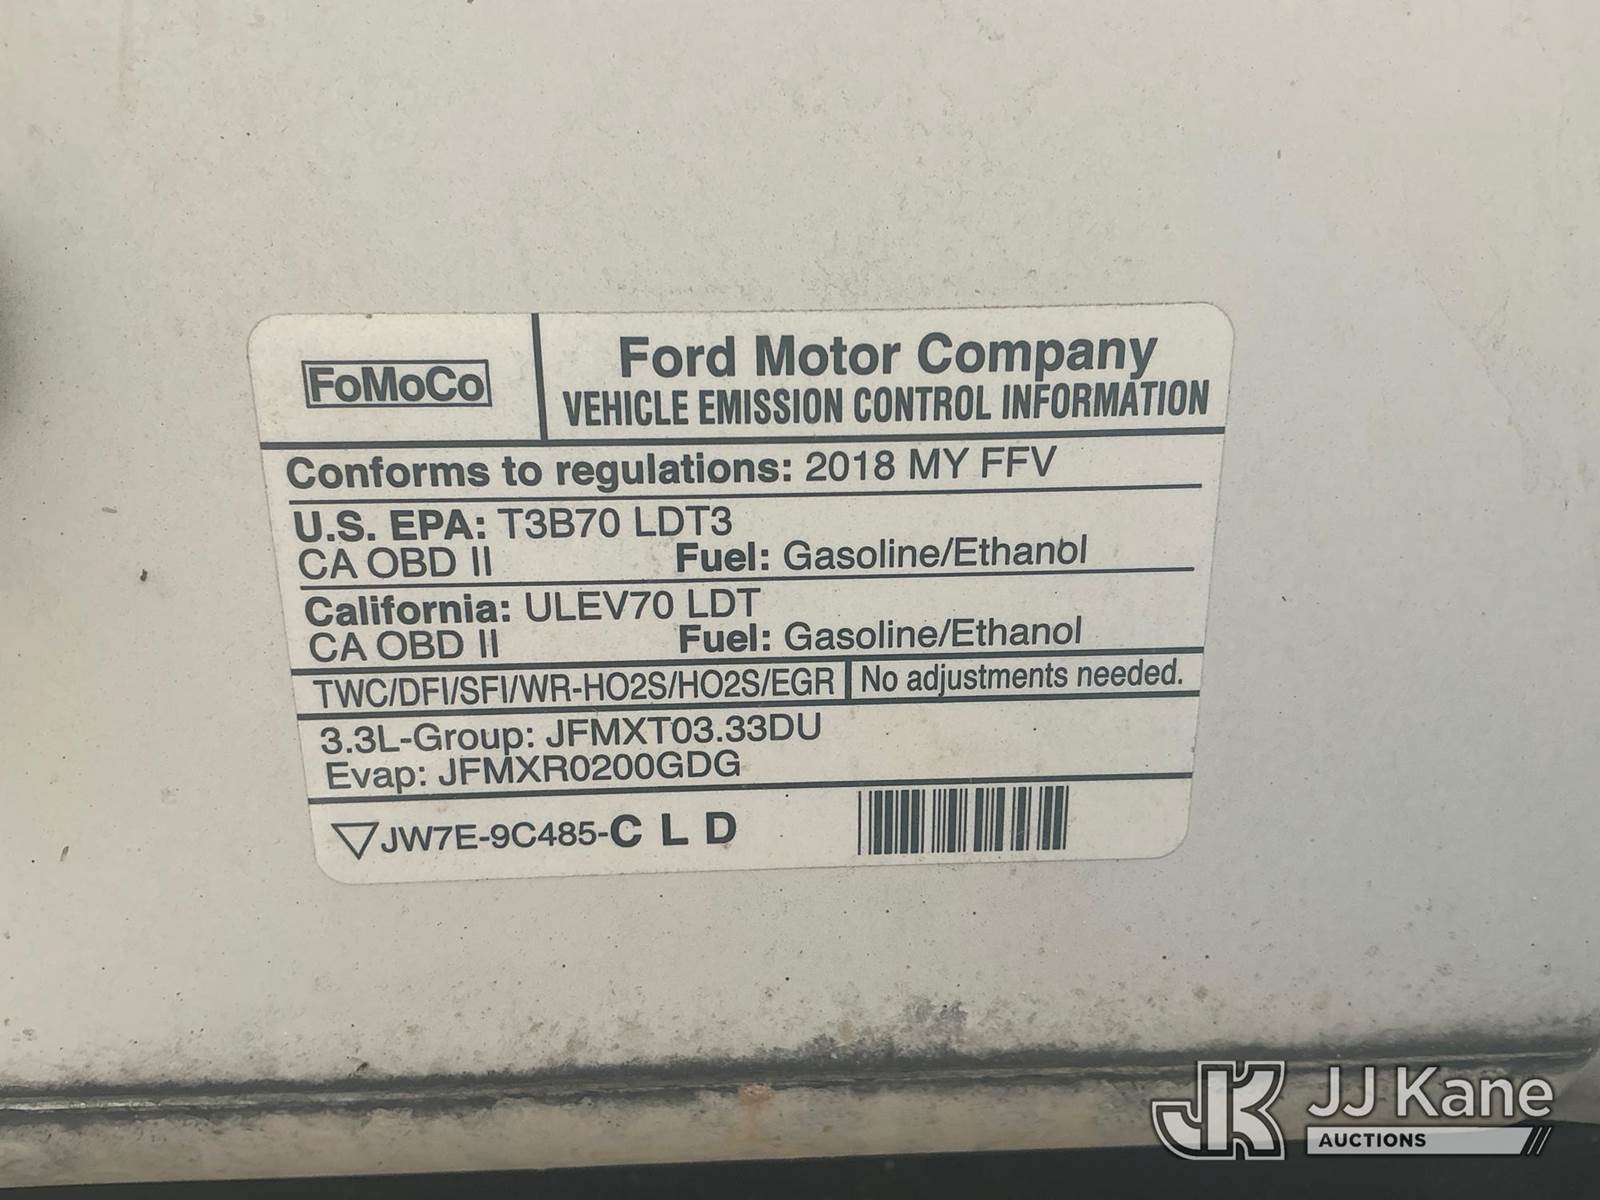 FoMoCo
Ford Motor Company
VEHICLE EMISSION CONTROL INFORMATION
Conforms to regulations: 2018 MY FFV
U.S. EPA: T3B70 LDT3
CA OBD II Fuel: Gasoline/Ethanol
California: ULEV70 LDT
CA OBD II Fuel: Gasoline/Ethanol
TWC/DFI/SFI/WR-HO2S/HO2S/EGR No adjustments needed.
3.3L-Group: JFMXT03.33DU
Evap: JFMXR0200GDG
JW7E-9C485-C L D
JK JJ Kane
AUCTIONS